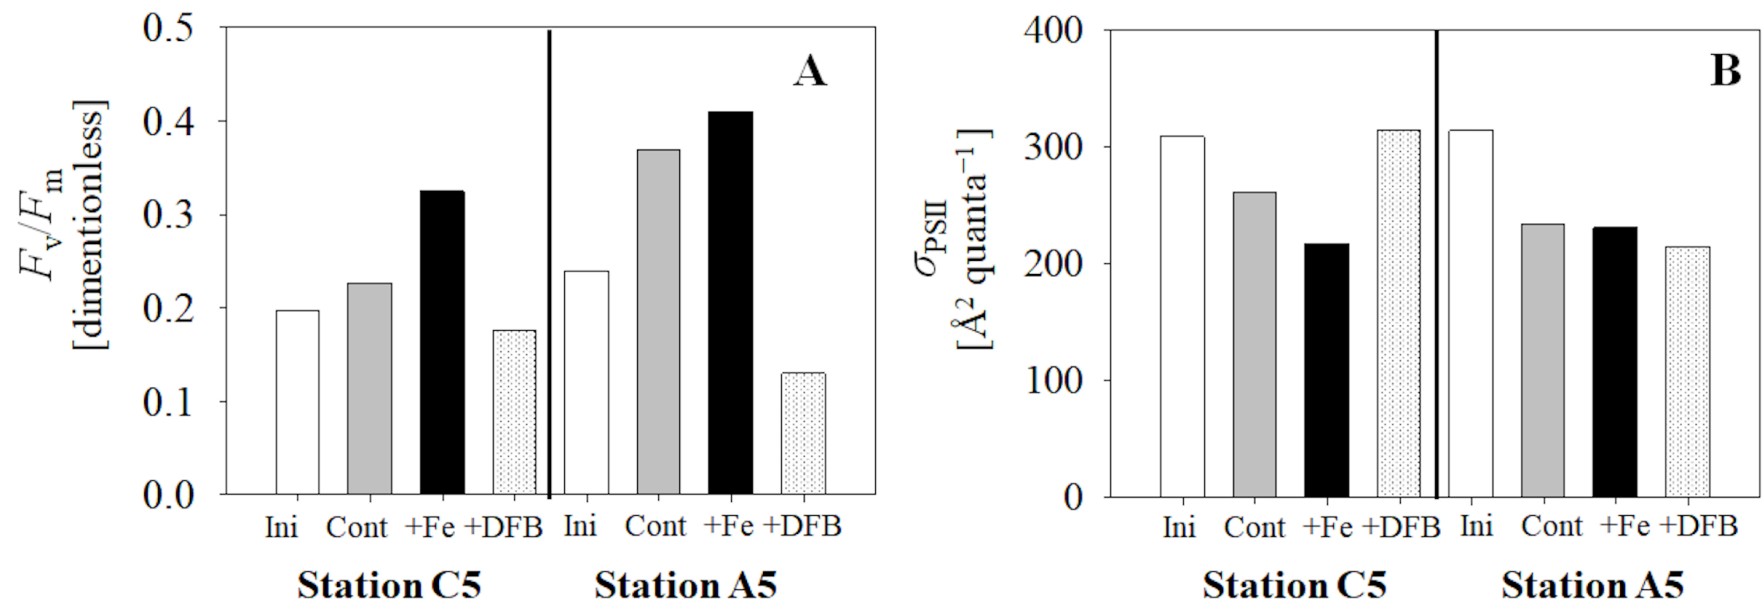 A
0.5
0.4
0.3
0.2
0.1
0.0
Fv/Fm
[dimentionless]
Ini Cont +Fe +DFB Ini Cont +Fe +DFB
Station C5 Station A5
B
400
300
200
100
0
σPSII
[Å² quanta⁻¹]
Ini Cont +Fe +DFB Ini Cont +Fe +DFB
Station C5 Station A5